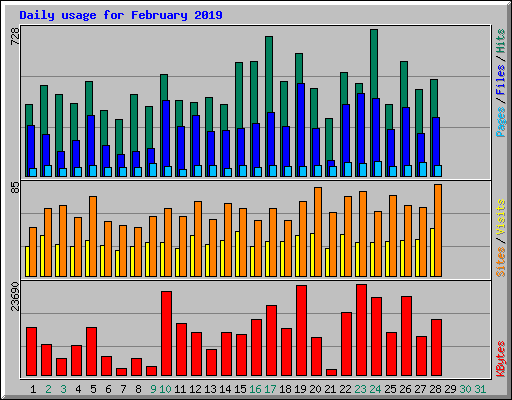 Daily usage for February 2019
728
Pages / Files / Hits
85
Sites / Visits
23690
KBytes
1 2 3 4 5 6 7 8 9 10 11 12 13 14 15 16 17 18 19 20 21 22 23 24 25 26 27 28 29 30 31